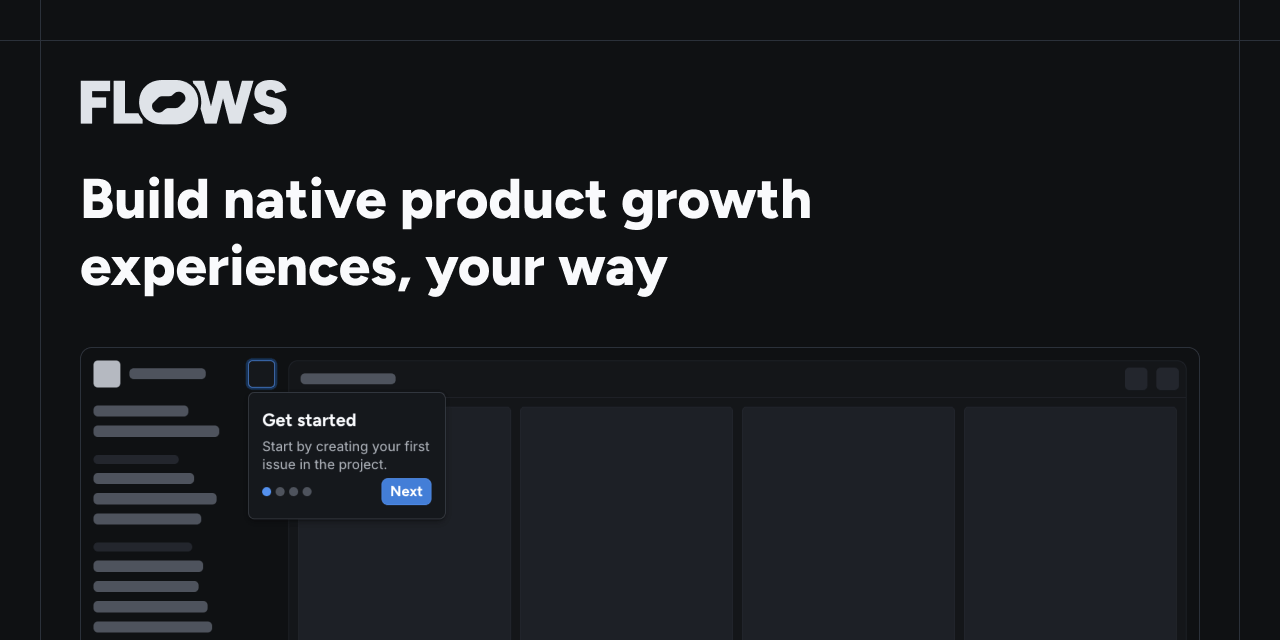 FLOWS
Build native product growth
experiences, your way
Get started
Start by creating your first
issue in the project.
Next